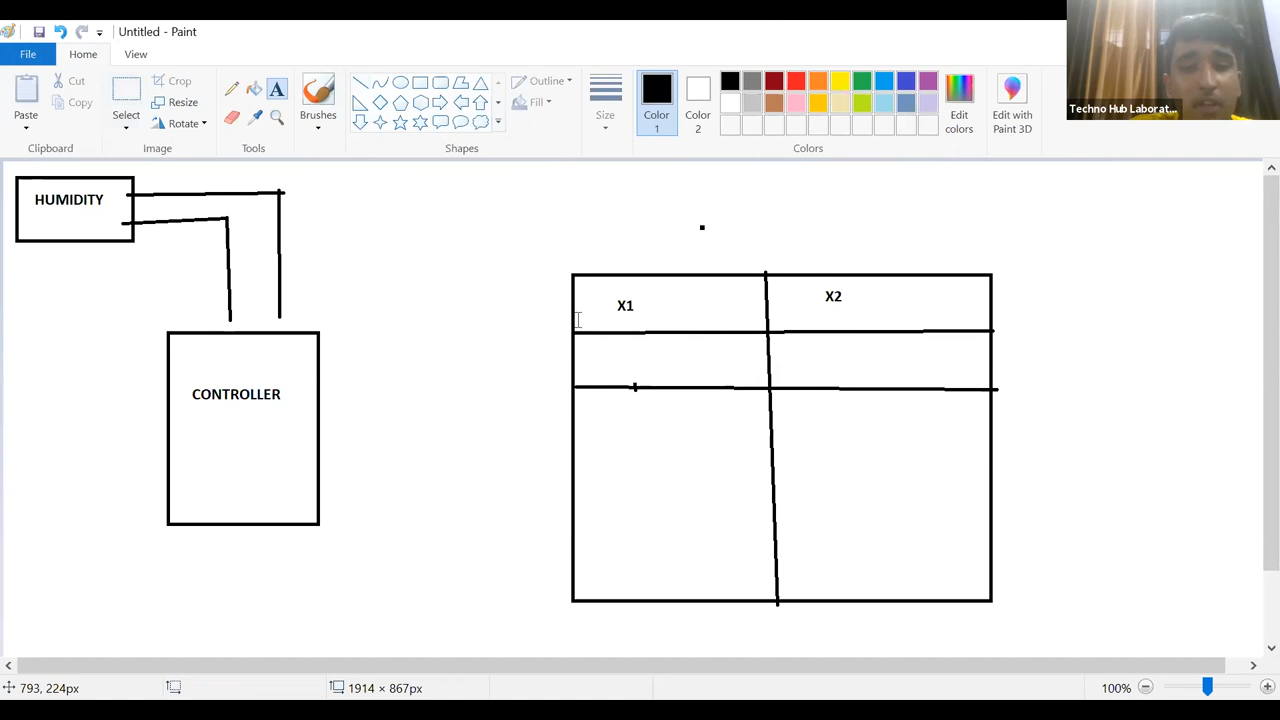 Untitled - Paint
File
Home
View
Paste
Cut
Copy
Clipboard
Select
Crop
Resize
Rotate
Image
A
Tools
Brushes
Outline
Fill
Shapes
Size
Color 1
Color 2
Edit colors
Colors
Edit with Paint 3D
Techno Hub Laborat...
HUMIDITY
CONTROLLER
X1
X2
793, 224px
1914 × 867px
100%